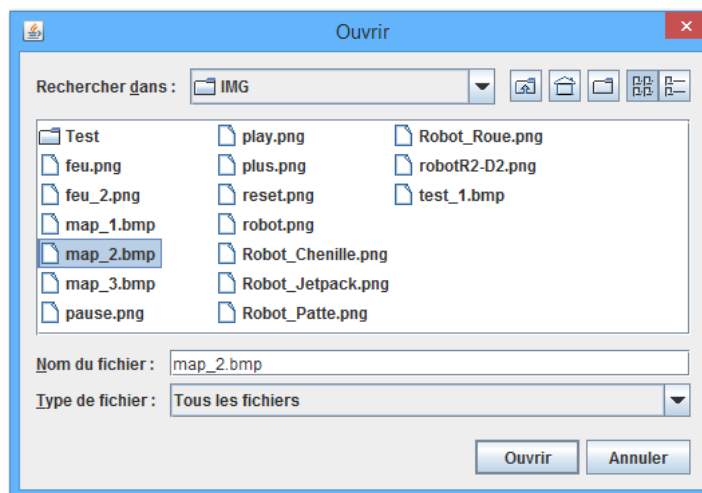 Ouvrir
Rechercher dans : IMG
Test
feu.png
feu_2.png
map_1.bmp
map_2.bmp
map_3.bmp
pause.png
play.png
plus.png
reset.png
robot.png
Robot_Chenille.png
Robot_Jetpack.png
Robot_Patte.png
Robot_Roue.png
robotR2-D2.png
test_1.bmp
Nom du fichier : map_2.bmp
Type de fichier : Tous les fichiers
Ouvrir Annuler